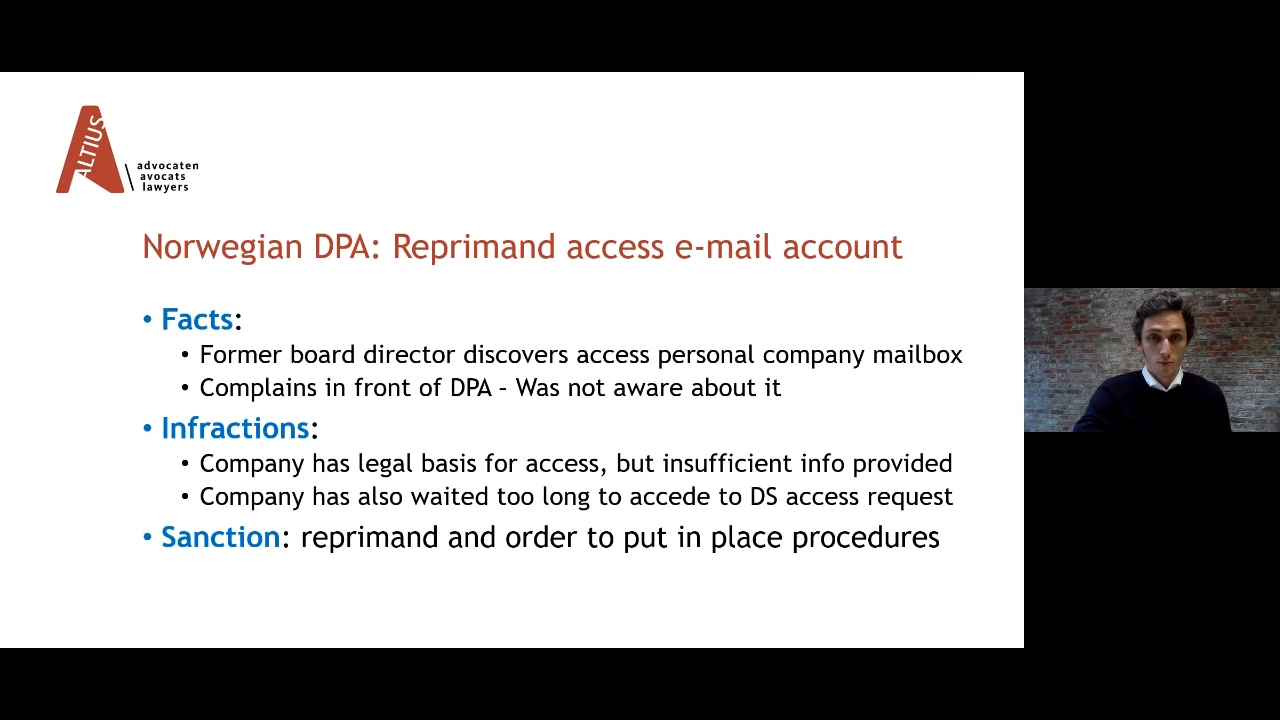 ALTIUS
advocaten
avocats
lawyers
Norwegian DPA: Reprimand access e-mail account
• Facts:
• Former board director discovers access personal company mailbox
• Complains in front of DPA – Was not aware about it
• Infractions:
• Company has legal basis for access, but insufficient info provided
• Company has also waited too long to accede to DS access request
• Sanction: reprimand and order to put in place procedures